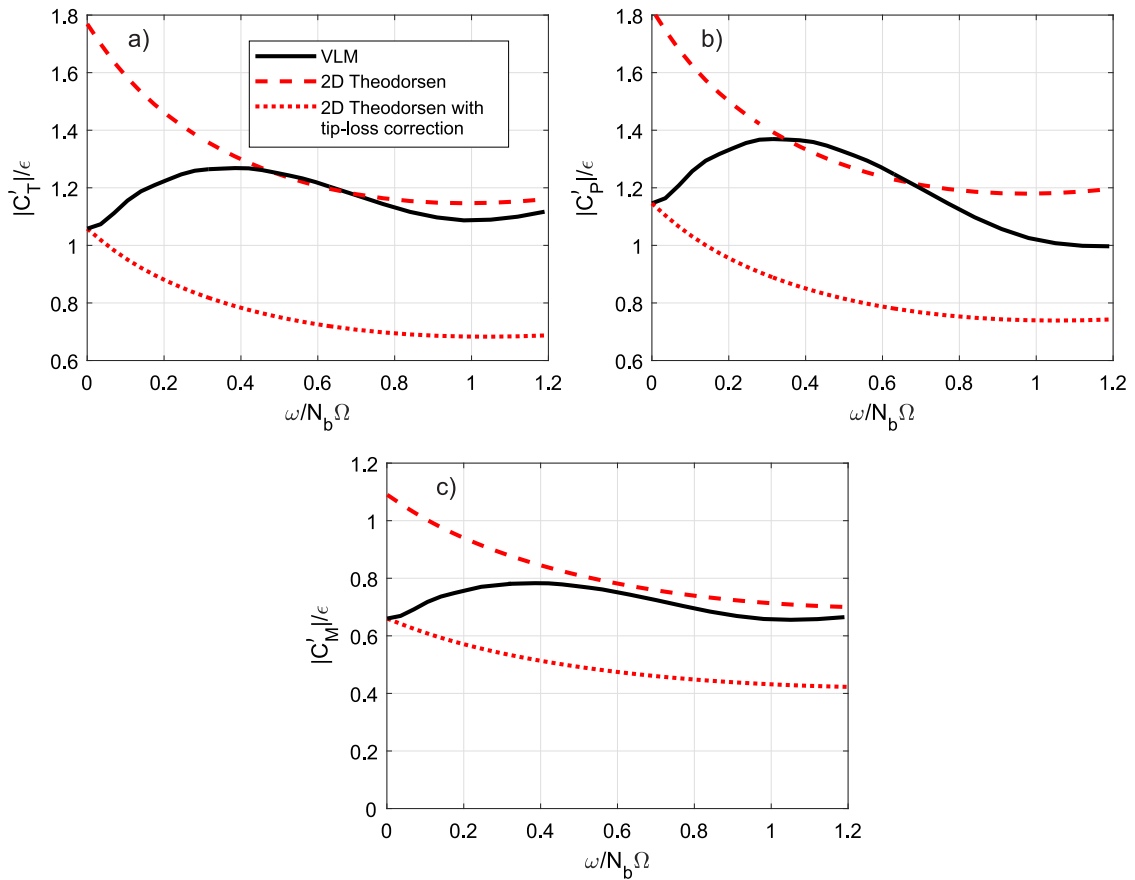 a)
1.8
1.6
1.4
1.2
1
0.8
0.6
|C'T|/ϵ
0 0.2 0.4 0.6 0.8 1 1.2
ω/NbΩ
VLM
2D Theodorsen
2D Theodorsen with
tip-loss correction
b)
1.8
1.6
1.4
1.2
1
0.8
0.6
|C'P|/ϵ
0 0.2 0.4 0.6 0.8 1 1.2
ω/NbΩ
c)
1.2
1
0.8
0.6
0.4
0.2
0
|C'M|/ϵ
0 0.2 0.4 0.6 0.8 1 1.2
ω/NbΩ